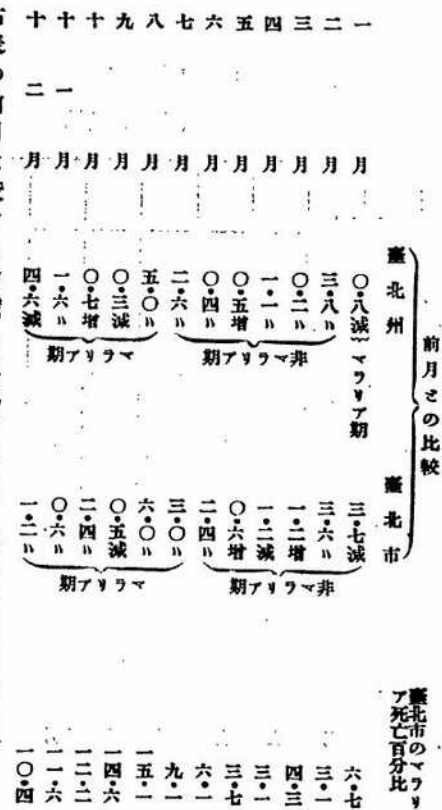 前月との比較
臺北州 臺北市 臺北市のマラリア死亡百分比
一月 〇・八減 マラリア期 三・七減 六・七
二月 三・八〃 三・六〃 三・一
三月 〇・二〃 一・二増 四・三
四月 一・一〃 一・二減 三・一
五月 〇・五増 〇・六増 三・七
六月 〇・四〃 二・四〃 六・一
七月 二・六〃 三・〇〃 九・一
八月 五・〇〃 六・〇〃 一五・一
九月 〇・三減 〇・五減 一四・六
十月 〇・七増 二・四〃 一二・二
十一月 一・六〃 〇・六〃 一一・六
十二月 四・六減 一・二〃 一〇・四
非マラリア期
マラリア期
非マラリア期
マラリア期